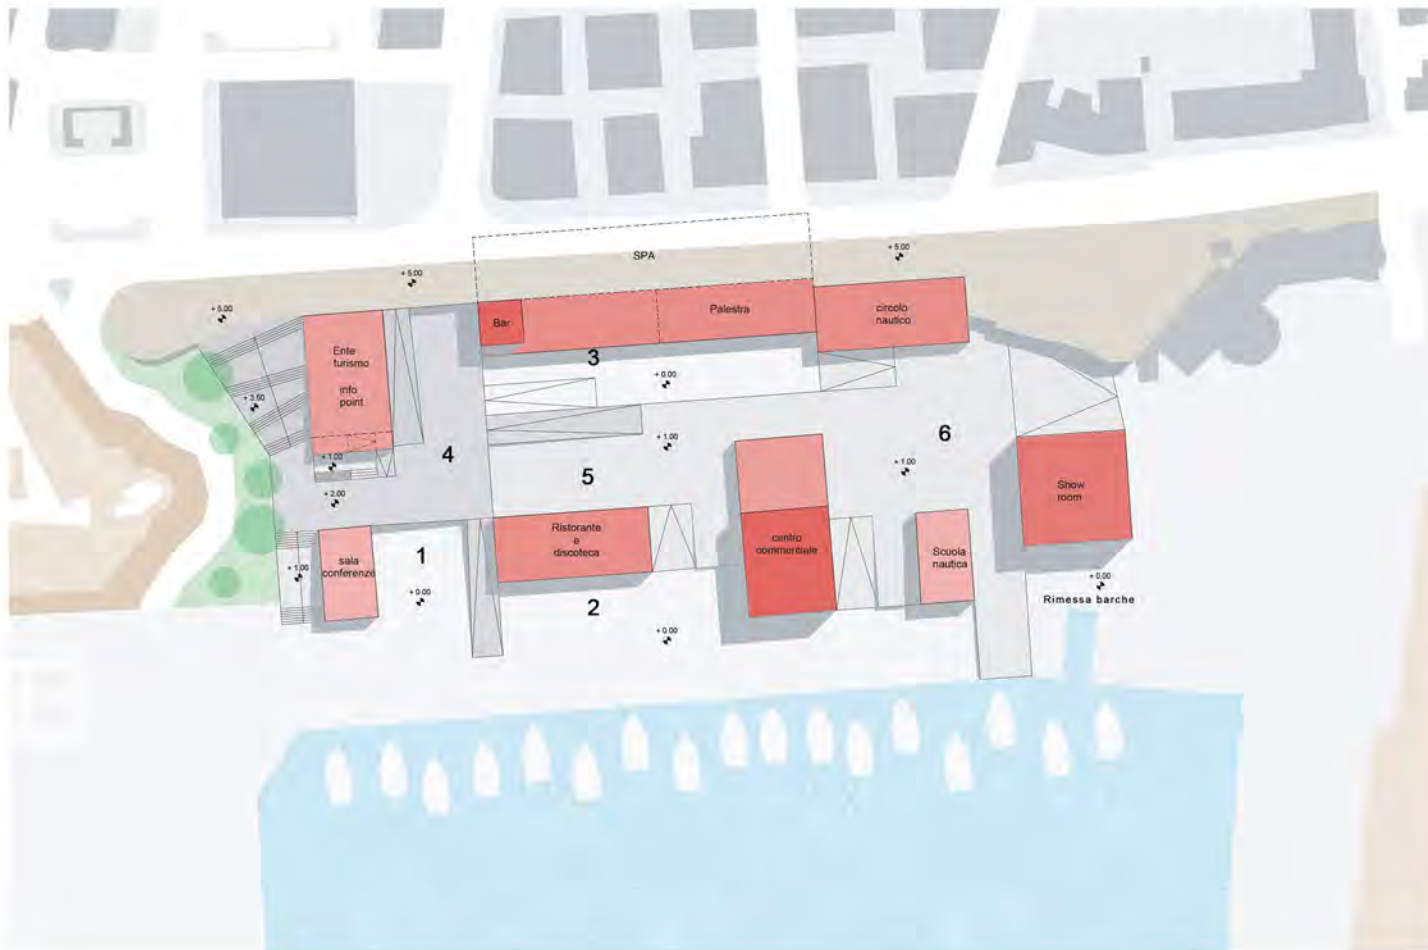 SPA
+ 5.00
+ 5.00
+ 5.00
Bar
Palestra
circolo
nautico
Ente
turismo
info
point
3
+ 0.00
+ 3.50
4
+ 1.00
6
+ 1.00
+ 1.00
5
+ 2.00
Show
room
Ristorante
e
discoteca
centro
commerciale
Scuola
nautica
sala
conferenze
1
+ 1.00
+ 0.00
2
+ 0.00
+ 0.00
Rimessa barche